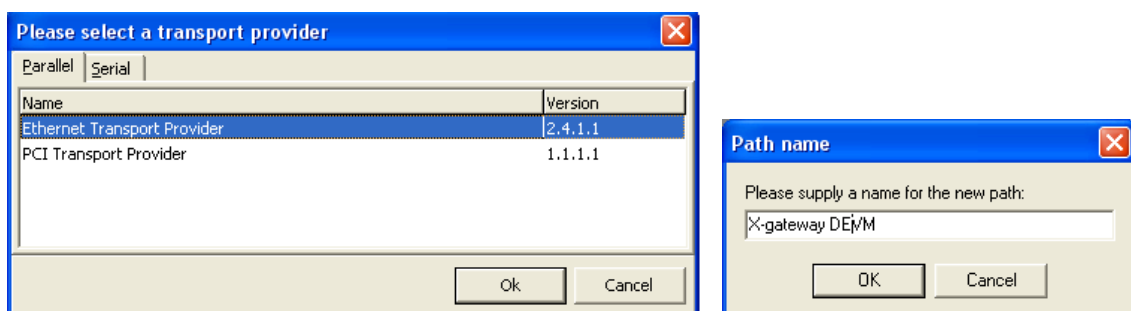 Please select a transport provider
Parallel Serial
Name Version
Ethernet Transport Provider 2.4.1.1
PCI Transport Provider 1.1.1.1
Ok Cancel
Path name
Please supply a name for the new path:
X-gateway DEVM
OK Cancel